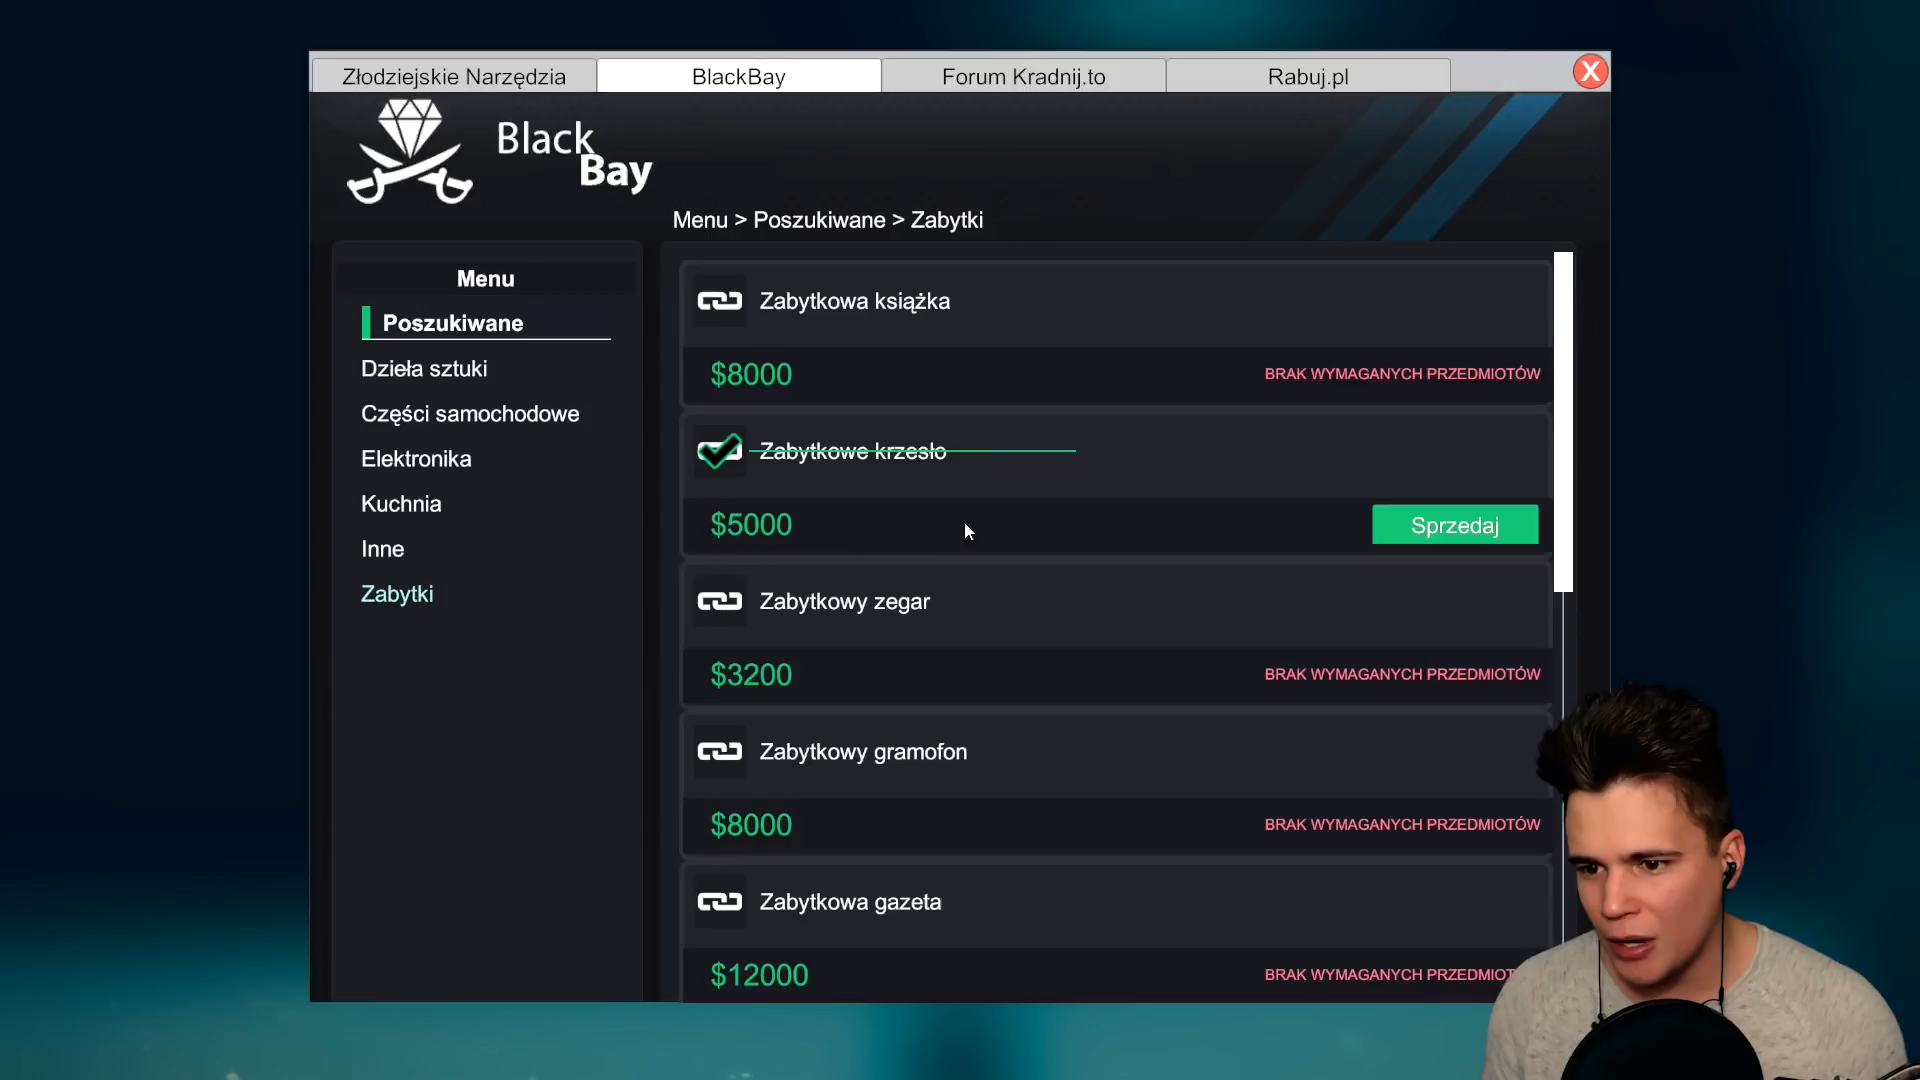 Złodziejskie Narzędzia
BlackBay
Forum Kradnij.to
Rabuj.pl
X
Black
Bay
Menu > Poszukiwane > Zabytki
Menu
Poszukiwane
Dzieła sztuki
Części samochodowe
Elektronika
Kuchnia
Inne
Zabytki
Zabytkowa książka
$8000
BRAK WYMAGANYCH PRZEDMIOTÓW
Zabytkowe krzesło
$5000
Sprzedaj
Zabytkowy zegar
$3200
BRAK WYMAGANYCH PRZEDMIOTÓW
Zabytkowy gramofon
$8000
BRAK WYMAGANYCH PRZEDMIOTÓW
Zabytkowa gazeta
$12000
BRAK WYMAGANYCH